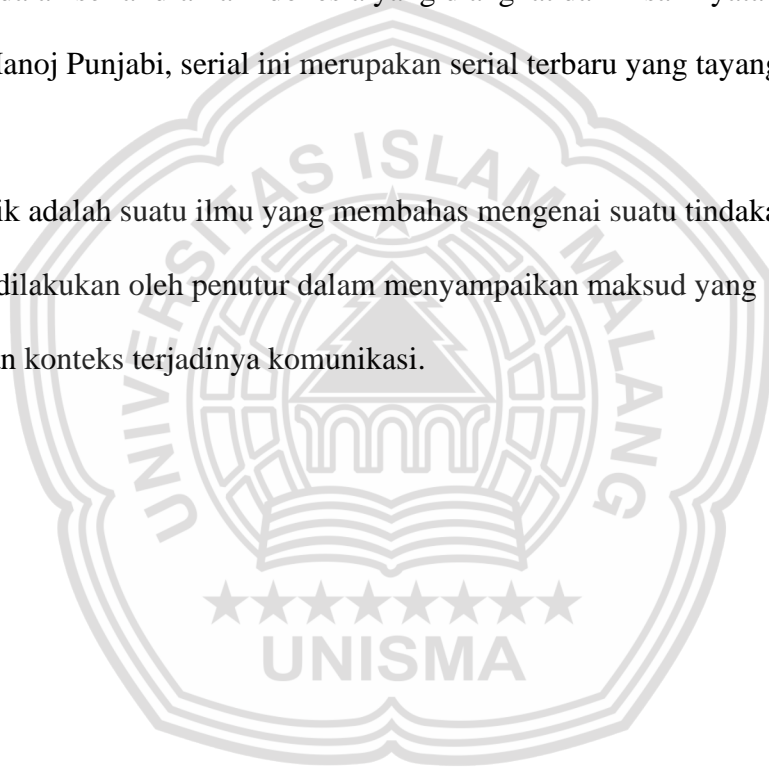 Manoj Punjabi, serial ini merupakan serial terbaru yang tayang
ik adalah suatu ilmu yang membahas mengenai suatu tindaka
dilakukan oleh penutur dalam menyampaikan maksud yang
n konteks terjadinya komunikasi.
UNIVERSITAS ISLAM MALANG
UNISMA